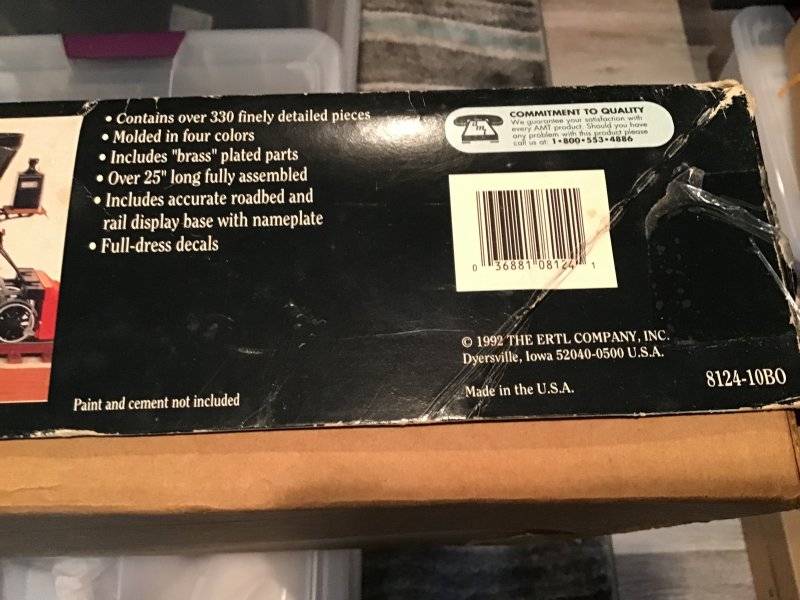 • Contains over 330 finely detailed pieces
• Molded in four colors
• Includes "brass" plated parts
• Over 25" long fully assembled
• Includes accurate roadbed and
rail display base with nameplate
• Full-dress decals
Paint and cement not included
COMMITMENT TO QUALITY
We guarantee your satisfaction with
every AMT product. Should you have
any problem with this product please
call us at: 1•800•553•4886
0 36881 08124 1
© 1992 THE ERTL COMPANY, INC.
Dyersville, Iowa 52040-0500 U.S.A.
Made in the U.S.A.
8124-10BO